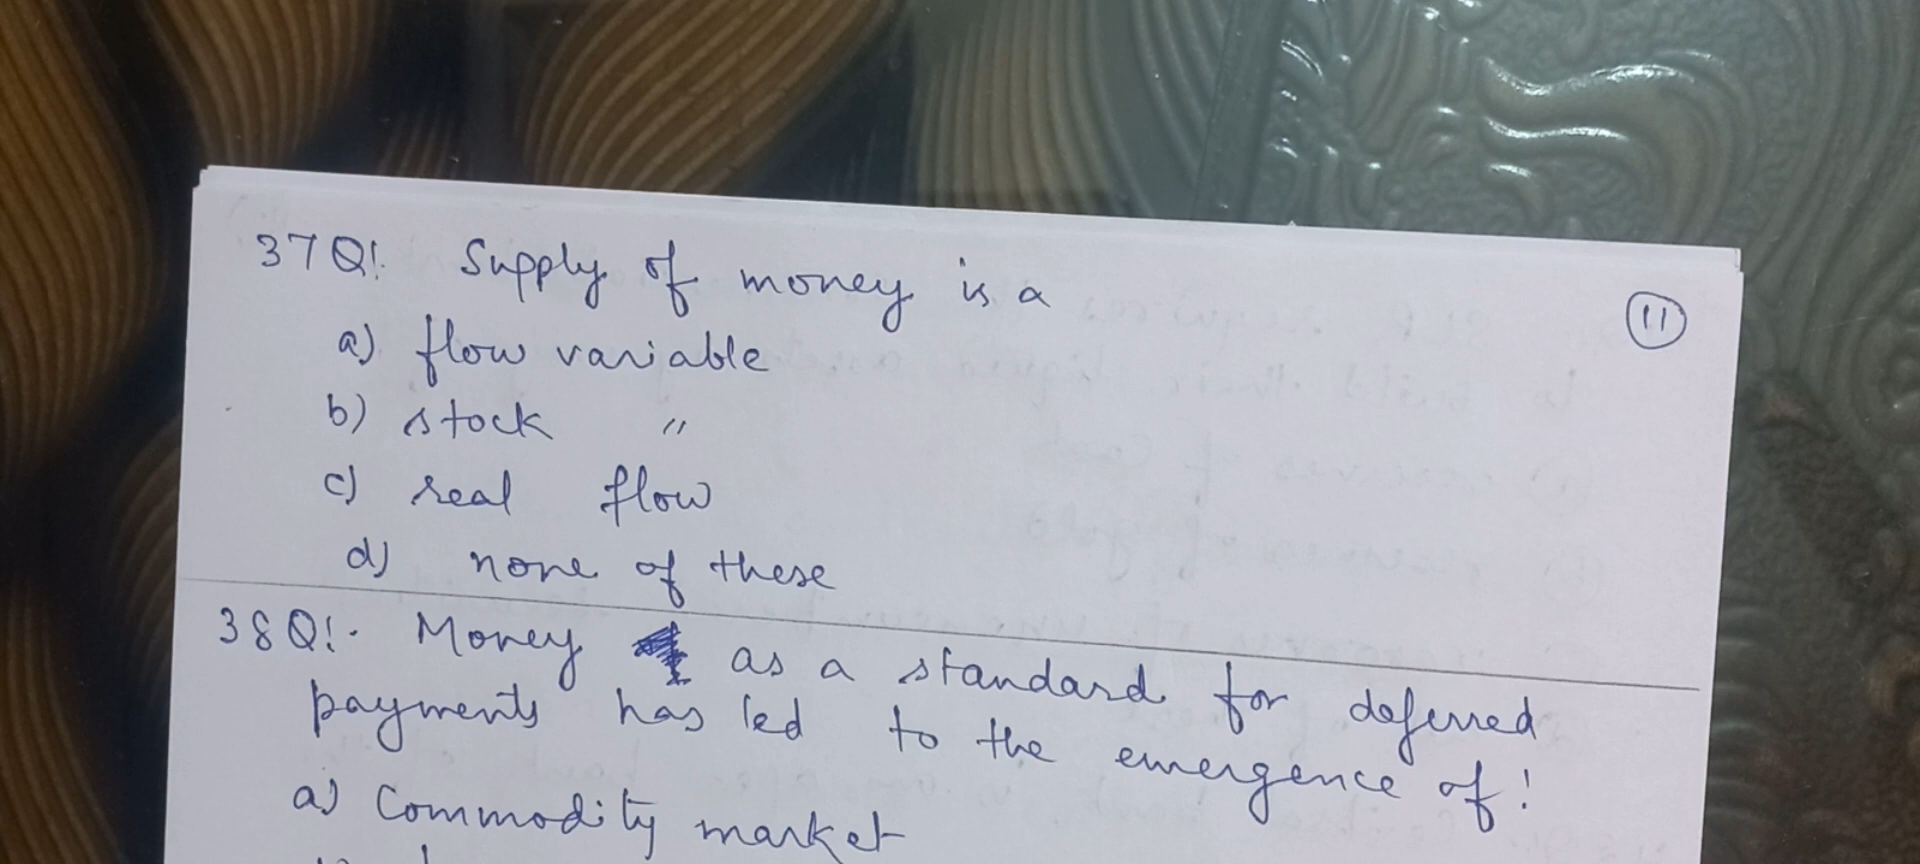 37Q!. Supply of money is a
11
a) flow variable
b) stock "
c) real flow
d) none of these
38Q!. Money as a standard for deferred
payments has led to the emergence of!
a) Commodity market